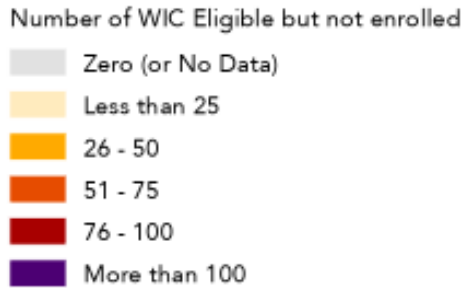 Number of WIC Eligible but not enrolled
Zero (or No Data)
Less than 25
26 - 50
51 - 75
76 - 100
More than 100